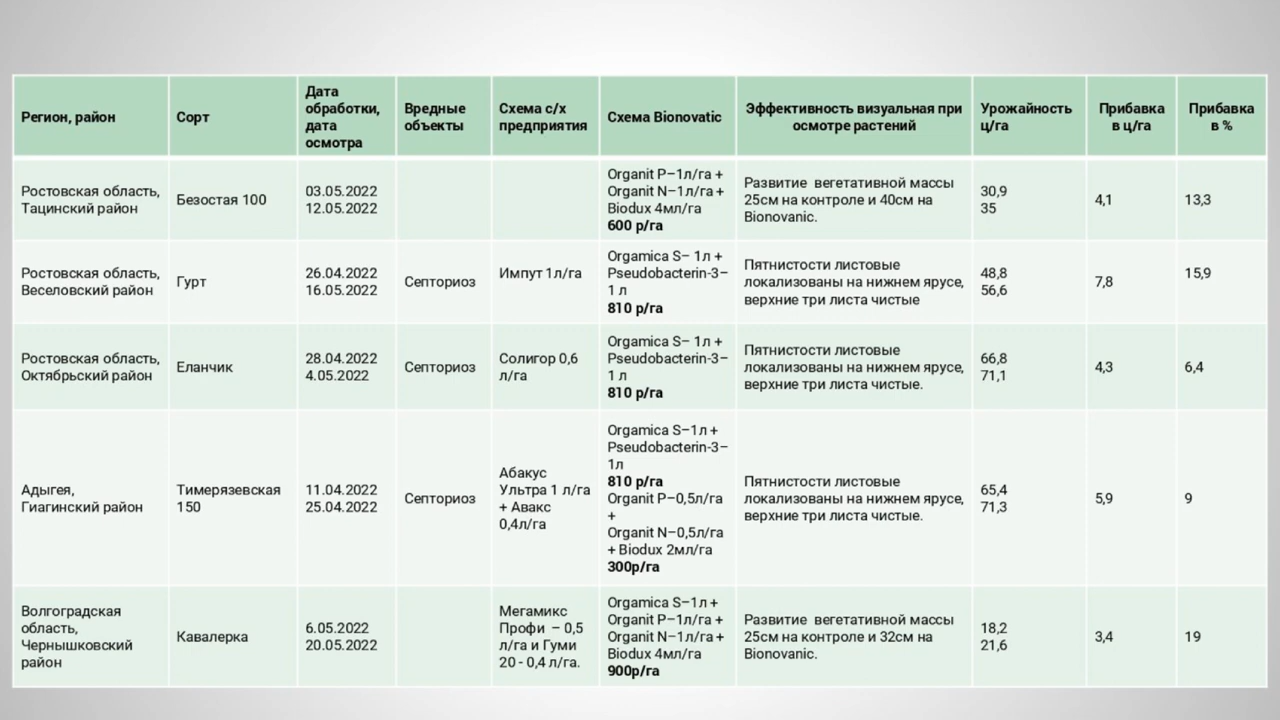 Регион, район
Сорт
Дата
обработки,
дата
осмотра
Вредные
объекты
Схема с/х
предприятия
Схема Bionovatic
Эффективность визуальная при
осмотре растений
Урожайность
ц/га
Прибавка
в ц/га
Прибавка
в %
Ростовская область,
Тацинский район
Безостая 100
03.05.2022
12.05.2022
Organit P–1л/га +
Organit N–1л/га +
Biodux 4мл/га
600 р/га
Развитие вегетативной массы
25см на контроле и 40см на
Bionovanic.
30,9
35
4,1
13,3
Ростовская область,
Веселовский район
Гурт
26.04.2022
16.05.2022
Септориоз
Импут 1л/га
Orgamica S– 1л +
Pseudobacterin-3–
1 л
810 р/га
Пятнистости листовые
локализованы на нижнем ярусе,
верхние три листа чистые
48,8
56,6
7,8
15,9
Ростовская область,
Октябрьский район
Еланчик
28.04.2022
4.05.2022
Септориоз
Солигор 0,6
л/га
Orgamica S– 1л +
Pseudobacterin-3–
1 л
810 р/га
Пятнистости листовые
локализованы на нижнем ярусе,
верхние три листа чистые.
66,8
71,1
4,3
6,4
Адыгея,
Гиагинский район
Тимерязевская
150
11.04.2022
25.04.2022
Септориоз
Абакус
Ультра 1 л/га
+ Авакс
0,4л/га
Orgamica S–1л +
Pseudobacterin-3–
1л
810 р/га
Organit P–0,5л/га
+
Organit N–0,5л/га
+ Biodux 2мл/га
300р/га
Пятнистости листовые
локализованы на нижнем ярусе,
верхние три листа чистые.
65,4
71,3
5,9
9
Волгоградская
область,
Чернышковский
район
Кавалерка
6.05.2022
20.05.2022
Мегамикс
Профи – 0,5
л/га и Гуми
20 - 0,4 л/га.
Orgamica S–1л +
Organit P–1л/га +
Organit N–1л/га +
Biodux 4мл/га
900р/га
Развитие вегетативной массы
25см на контроле и 32см на
Bionovanic.
18,2
21,6
3,4
19